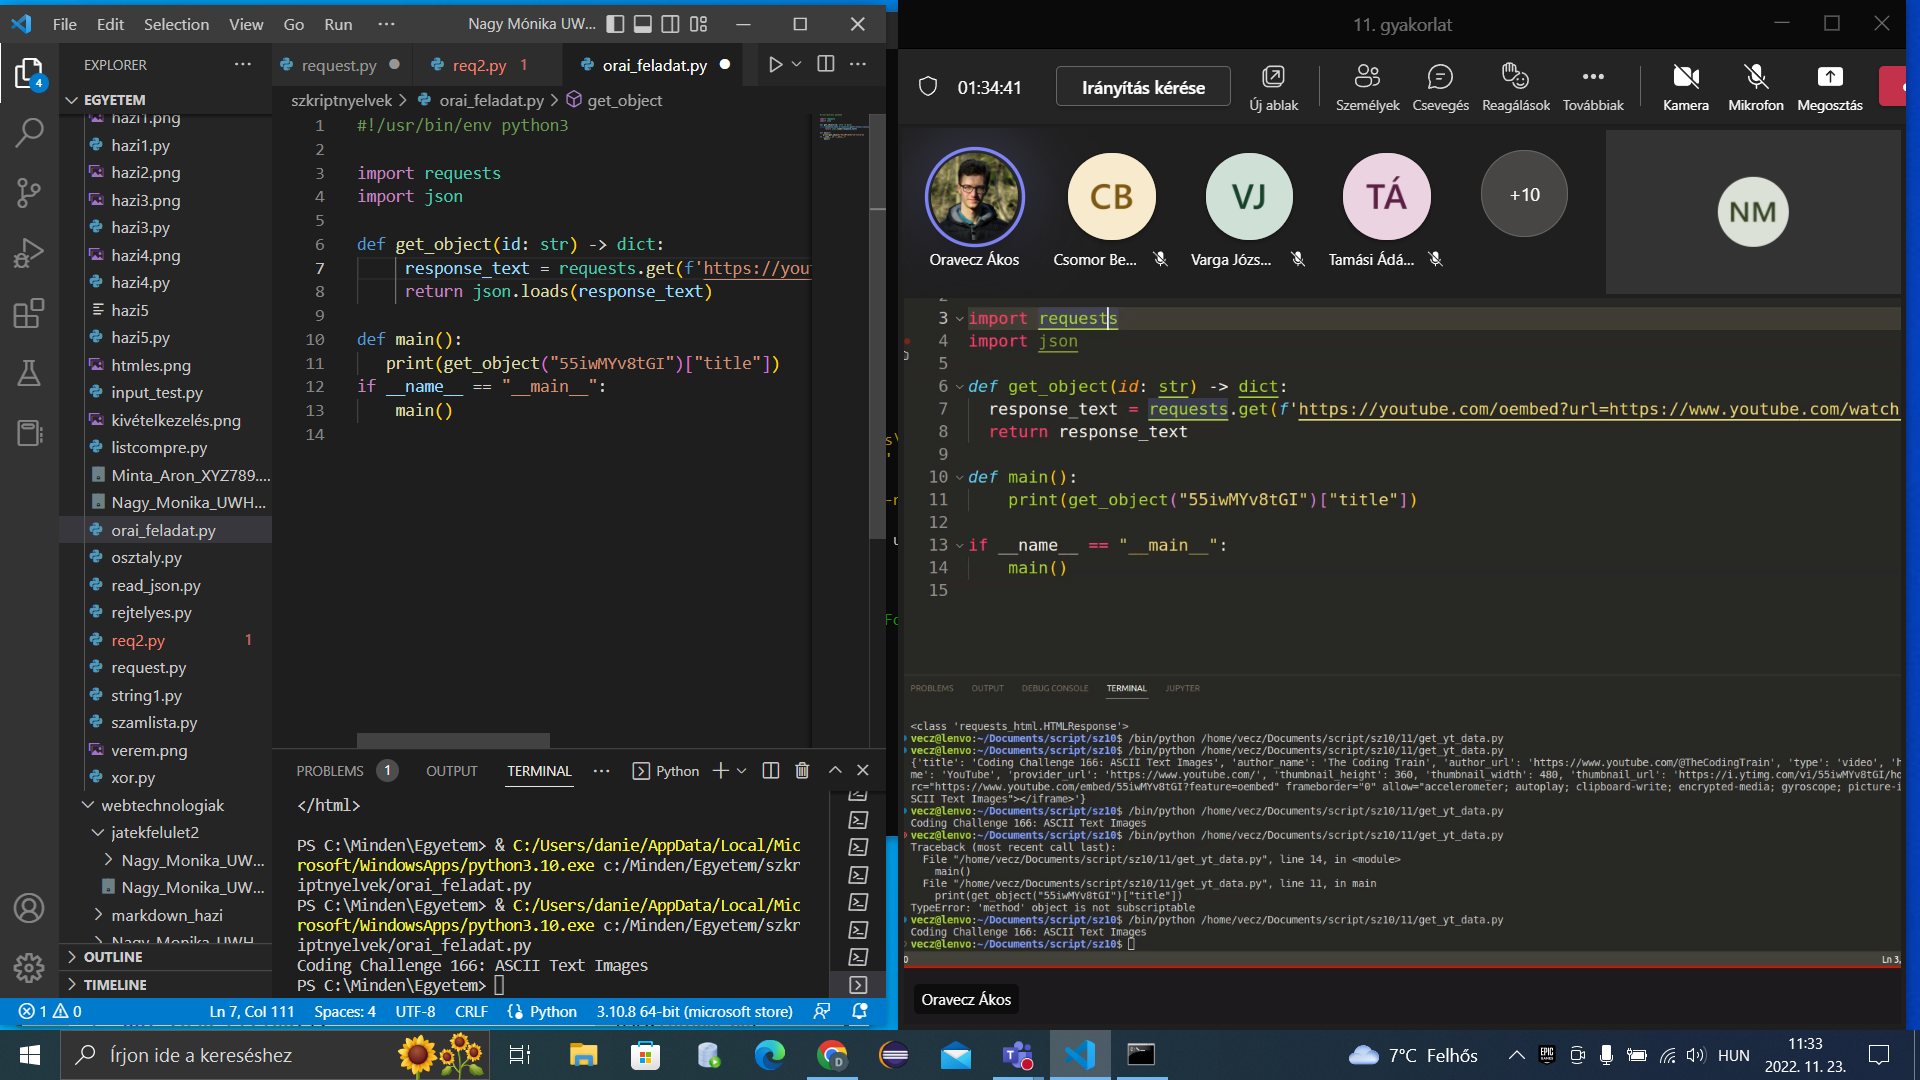 File Edit Selection View Go Run ··· Nagy Mónika UW...
EXPLORER
EGYETEM
hazi1.png
hazi1.py
hazi2.png
hazi3.png
hazi3.py
hazi4.png
hazi4.py
hazi5
hazi5.py
htmles.png
input_test.py
kivételkezelés.png
listcompre.py
Minta_Aron_XYZ789....
Nagy_Monika_UWH...
orai_feladat.py
osztaly.py
read_json.py
rejtelyes.py
req2.py 1
request.py
string1.py
szamlista.py
verem.png
xor.py
webtechnologiak
jatekfelulet2
Nagy_Monika_UW...
Nagy_Monika_UW...
markdown_hazi
Nagy_Monika_UWH...
OUTLINE
TIMELINE
4
request.py req2.py 1 orai_feladat.py
szkriptnyelvek > orai_feladat.py > get_object
1 #!/usr/bin/env python3
2
3 import requests
4 import json
5
6 def get_object(id: str) -> dict:
7 response_text = requests.get(f'https://yout
8 return json.loads(response_text)
9
10 def main():
11 print(get_object("55iwMYv8tGI")["title"])
12 if __name__ == "__main__":
13 main()
14
PROBLEMS 1 OUTPUT TERMINAL ··· Python
</html>
PS C:\Minden\Egyetem> & C:/Users/danie/AppData/Local/Mic
rosoft/WindowsApps/python3.10.exe c:/Minden/Egyetem/szkr
iptnyelvek/orai_feladat.py
PS C:\Minden\Egyetem> & C:/Users/danie/AppData/Local/Mic
rosoft/WindowsApps/python3.10.exe c:/Minden/Egyetem/szkr
iptnyelvek/orai_feladat.py
Coding Challenge 166: ASCII Text Images
PS C:\Minden\Egyetem>
1 0 Ln 7, Col 111 Spaces: 4 UTF-8 CRLF Python 3.10.8 64-bit (microsoft store)
11. gyakorlat
01:34:41 Irányítás kérése Új ablak Személyek Csevegés Reagálások Továbbiak Kamera Mikrofon Megosztás
CB VJ TÁ +10 NM
Oravecz Ákos Csomor Be... Varga Józs... Tamási Ádá...
2
3 import requests
4 import json
5
6 def get_object(id: str) -> dict:
7 response_text = requests.get(f'https://youtube.com/oembed?url=https://www.youtube.com/watch
8 return response_text
9
10 def main():
11 print(get_object("55iwMYv8tGI")["title"])
12
13 if __name__ == "__main__":
14 main()
15
PROBLEMS OUTPUT DEBUG CONSOLE TERMINAL JUPYTER
<class 'requests_html.HTMLResponse'>
vecz@lenvo:~/Documents/script/sz10$ /bin/python /home/vecz/Documents/script/sz10/11/get_yt_data.py
vecz@lenvo:~/Documents/script/sz10$ /bin/python /home/vecz/Documents/script/sz10/11/get_yt_data.py
{'title': 'Coding Challenge 166: ASCII Text Images', 'author_name': 'The Coding Train', 'author_url': 'https://www.youtube.com/@TheCodingTrain', 'type': 'video', 'h
me': 'YouTube', 'provider_url': 'https://www.youtube.com/', 'thumbnail_height': 360, 'thumbnail_width': 480, 'thumbnail_url': 'https://i.ytimg.com/vi/55iwMYv8tGI/hq
rc="https://www.youtube.com/embed/55iwMYv8tGI?feature=oembed" frameborder="0" allow="accelerometer; autoplay; clipboard-write; encrypted-media; gyroscope; picture-i
SCII Text Images"></iframe>'}
vecz@lenvo:~/Documents/script/sz10$ /bin/python /home/vecz/Documents/script/sz10/11/get_yt_data.py
Coding Challenge 166: ASCII Text Images
vecz@lenvo:~/Documents/script/sz10$ /bin/python /home/vecz/Documents/script/sz10/11/get_yt_data.py
Traceback (most recent call last):
File "/home/vecz/Documents/script/sz10/11/get_yt_data.py", line 14, in <module>
main()
File "/home/vecz/Documents/script/sz10/11/get_yt_data.py", line 11, in main
print(get_object("55iwMYv8tGI")["title"])
TypeError: 'method' object is not subscriptable
vecz@lenvo:~/Documents/script/sz10$ /bin/python /home/vecz/Documents/script/sz10/11/get_yt_data.py
Coding Challenge 166: ASCII Text Images
vecz@lenvo:~/Documents/script/sz10$
Ln 3,
Oravecz Ákos
Írjon ide a kereséshez
7°C Felhős HUN 11:33
2022. 11. 23.